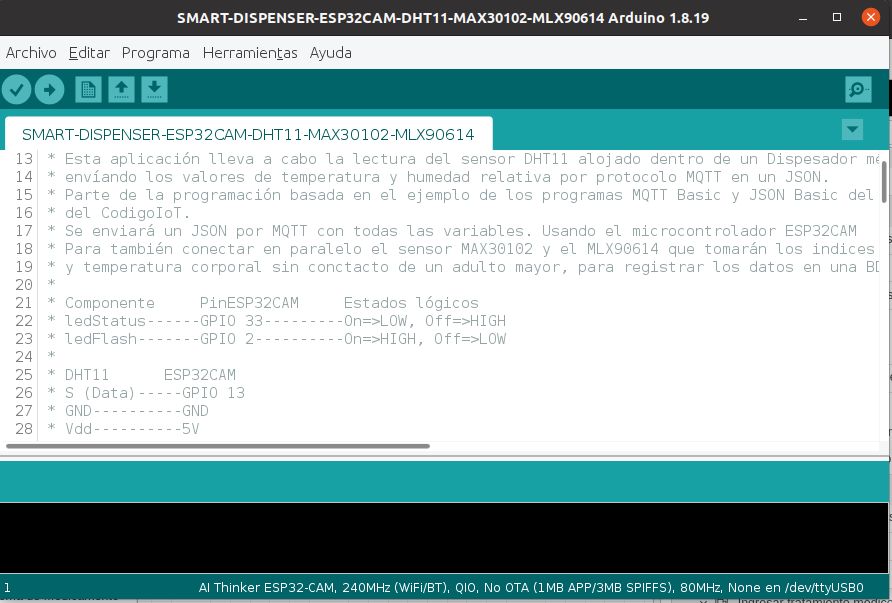 SMART-DISPENSER-ESP32CAM-DHT11-MAX30102-MLX90614 Arduino 1.8.19
Archivo Editar Programa Herramientas Ayuda
SMART-DISPENSER-ESP32CAM-DHT11-MAX30102-MLX90614
13 * Esta aplicación lleva a cabo la lectura del sensor DHT11 alojado dentro de un Dispesador
14 * envíando los valores de temperatura y humedad relativa por protocolo MQTT en un JSON.
15 * Parte de la programación basada en el ejemplo de los programas MQTT Basic y JSON Basic del
16 * del CodigoIoT.
17 * Se enviará un JSON por MQTT con todas las variables. Usando el microcontrolador ESP32CAM
18 * Para también conectar en paralelo el sensor MAX30102 y el MLX90614 que tomarán los indices
19 * y temperatura corporal sin conctacto de un adulto mayor, para registrar los datos en una
20 *
21 * Componente     PinESP32CAM     Estados lógicos
22 * ledStatus------GPIO 33---------On=>LOW, Off=>HIGH
23 * ledFlash-------GPIO 2----------On=>HIGH, Off=>LOW
24 *
25 * DHT11      ESP32CAM
26 * S (Data)-----GPIO 13
27 * GND----------GND
28 * Vdd----------5V
1 AI Thinker ESP32-CAM, 240MHz (WiFi/BT), QIO, No OTA (1MB APP/3MB SPIFFS), 80MHz, None en /dev/ttyUSB0